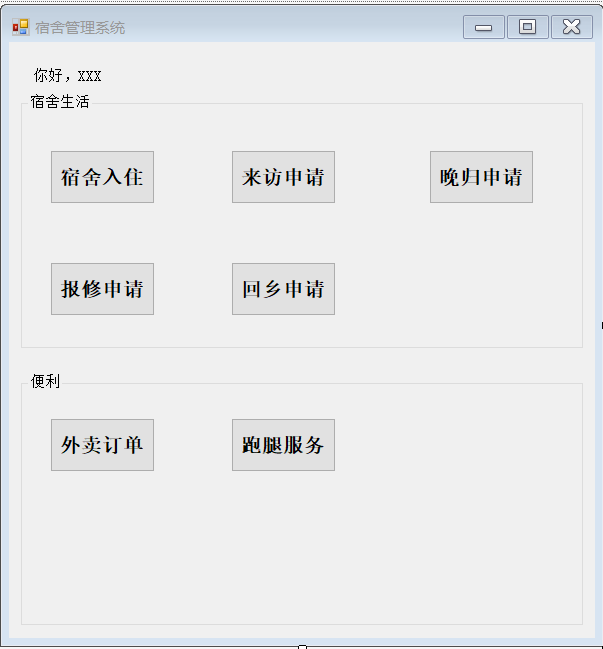 宿舍管理系统
你好，XXX
宿舍生活
宿舍入住 来访申请 晚归申请
报修申请 回乡申请
便利
外卖订单 跑腿服务